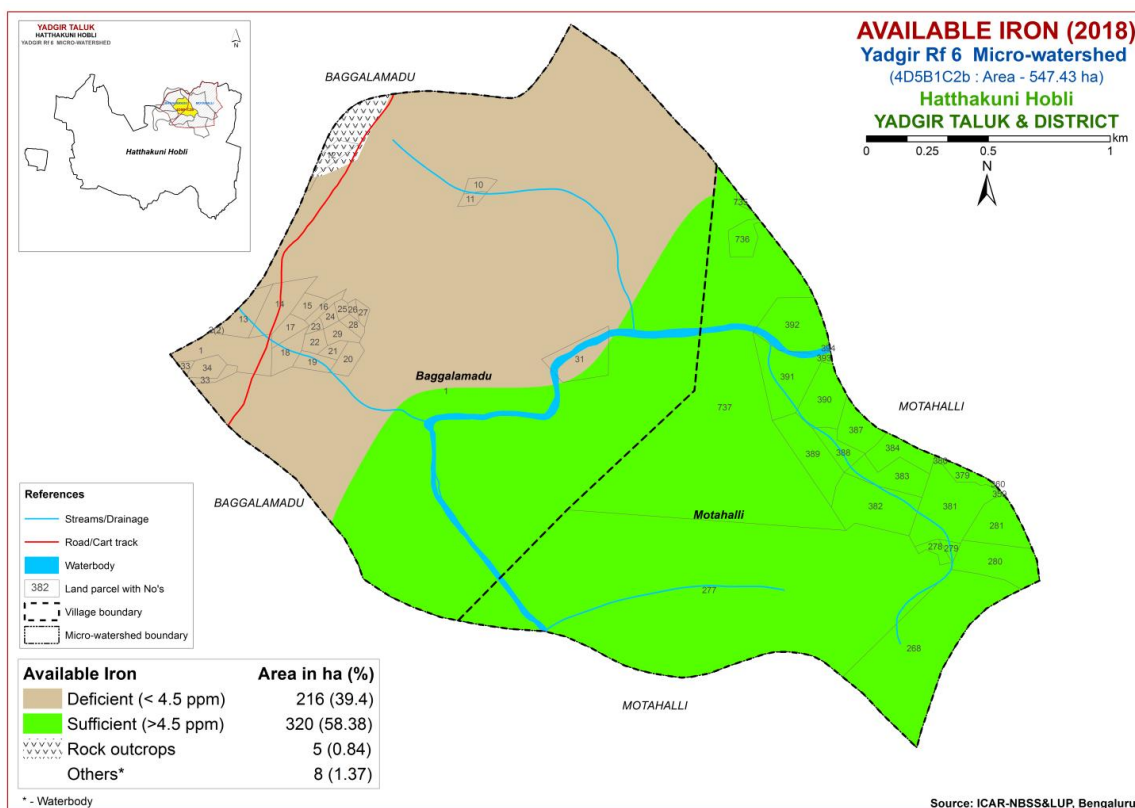 YADGIR TALUK
HATTHAKUNI HOBLI
YADGIR Rf 6 MICRO-WATERSHED
N
Hatthakuni Hobli
AVAILABLE IRON (2018)
Yadgir Rf 6 Micro-watershed
(4D5B1C2b : Area - 547.43 ha)
Hatthakuni Hobli
YADGIR TALUK & DISTRICT
km
0 0.25 0.5 1
N
BAGGALAMADU
10
11
735
736
14
15 16 25 26 27
13 24
2(2) 17 23 28
29
22
1 18 21 20
19
33 34
33
31
392
394
393
391
Baggalamadu
1
390
737
MOTAHALLI
387
384
389 388
386
383 379
360
359
382 381
281
BAGGALAMADU
Motahalli
278 279
280
277
268
MOTAHALLI
References
Streams/Drainage
Road/Cart track
Waterbody
382 Land parcel with No's
Village boundary
Micro-watershed boundary
Available Iron Area in ha (%)
Deficient (< 4.5 ppm) 216 (39.4)
Sufficient (>4.5 ppm) 320 (58.38)
Rock outcrops 5 (0.84)
Others* 8 (1.37)
* - Waterbody
Source: ICAR-NBSS&LUP, Bengaluru